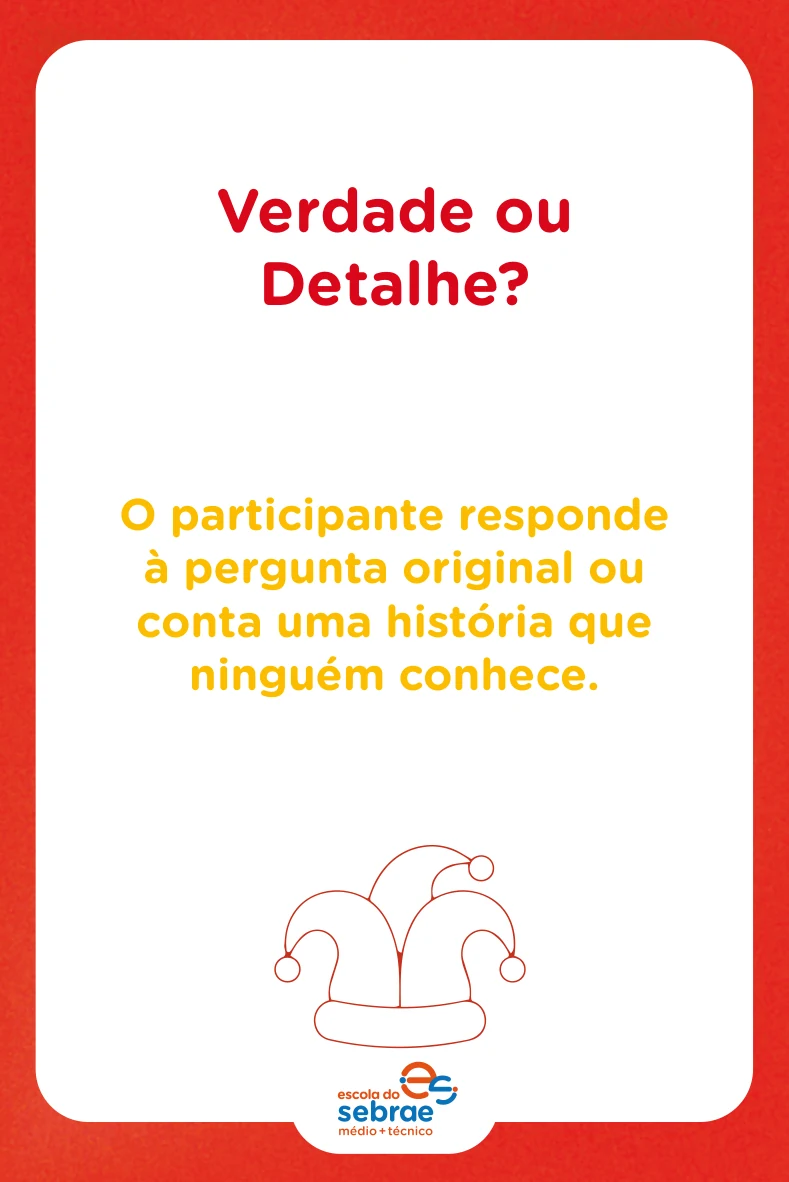 Verdade ou
Detalhe?
O participante responde
à pergunta original ou
conta uma história que
ninguém conhece.
escola do
sebrae
médio + técnico